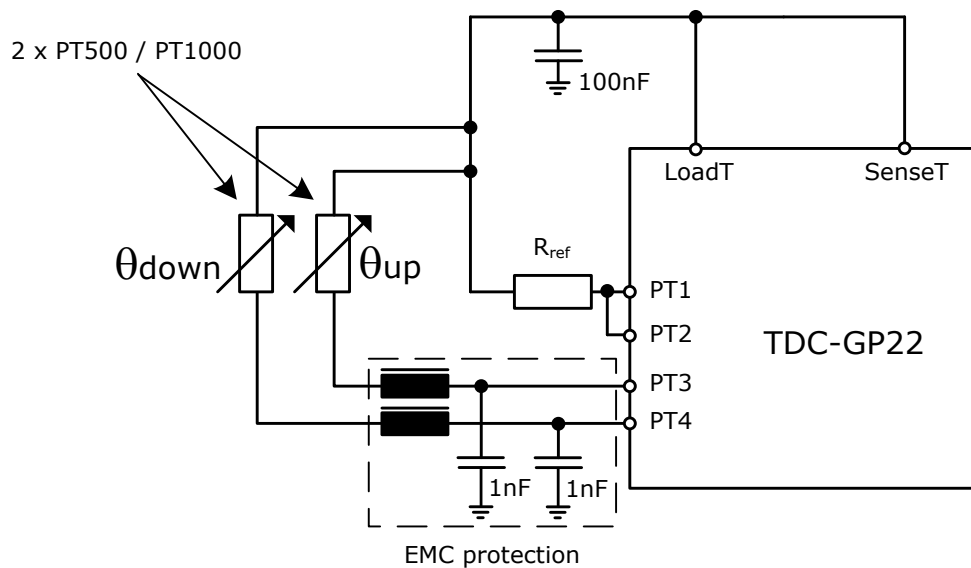 2 x PT500 / PT1000
100nF
LoadT
SenseT
θdown
θup
Rref
PT1
PT2
TDC-GP22
PT3
PT4
1nF
1nF
EMC protection